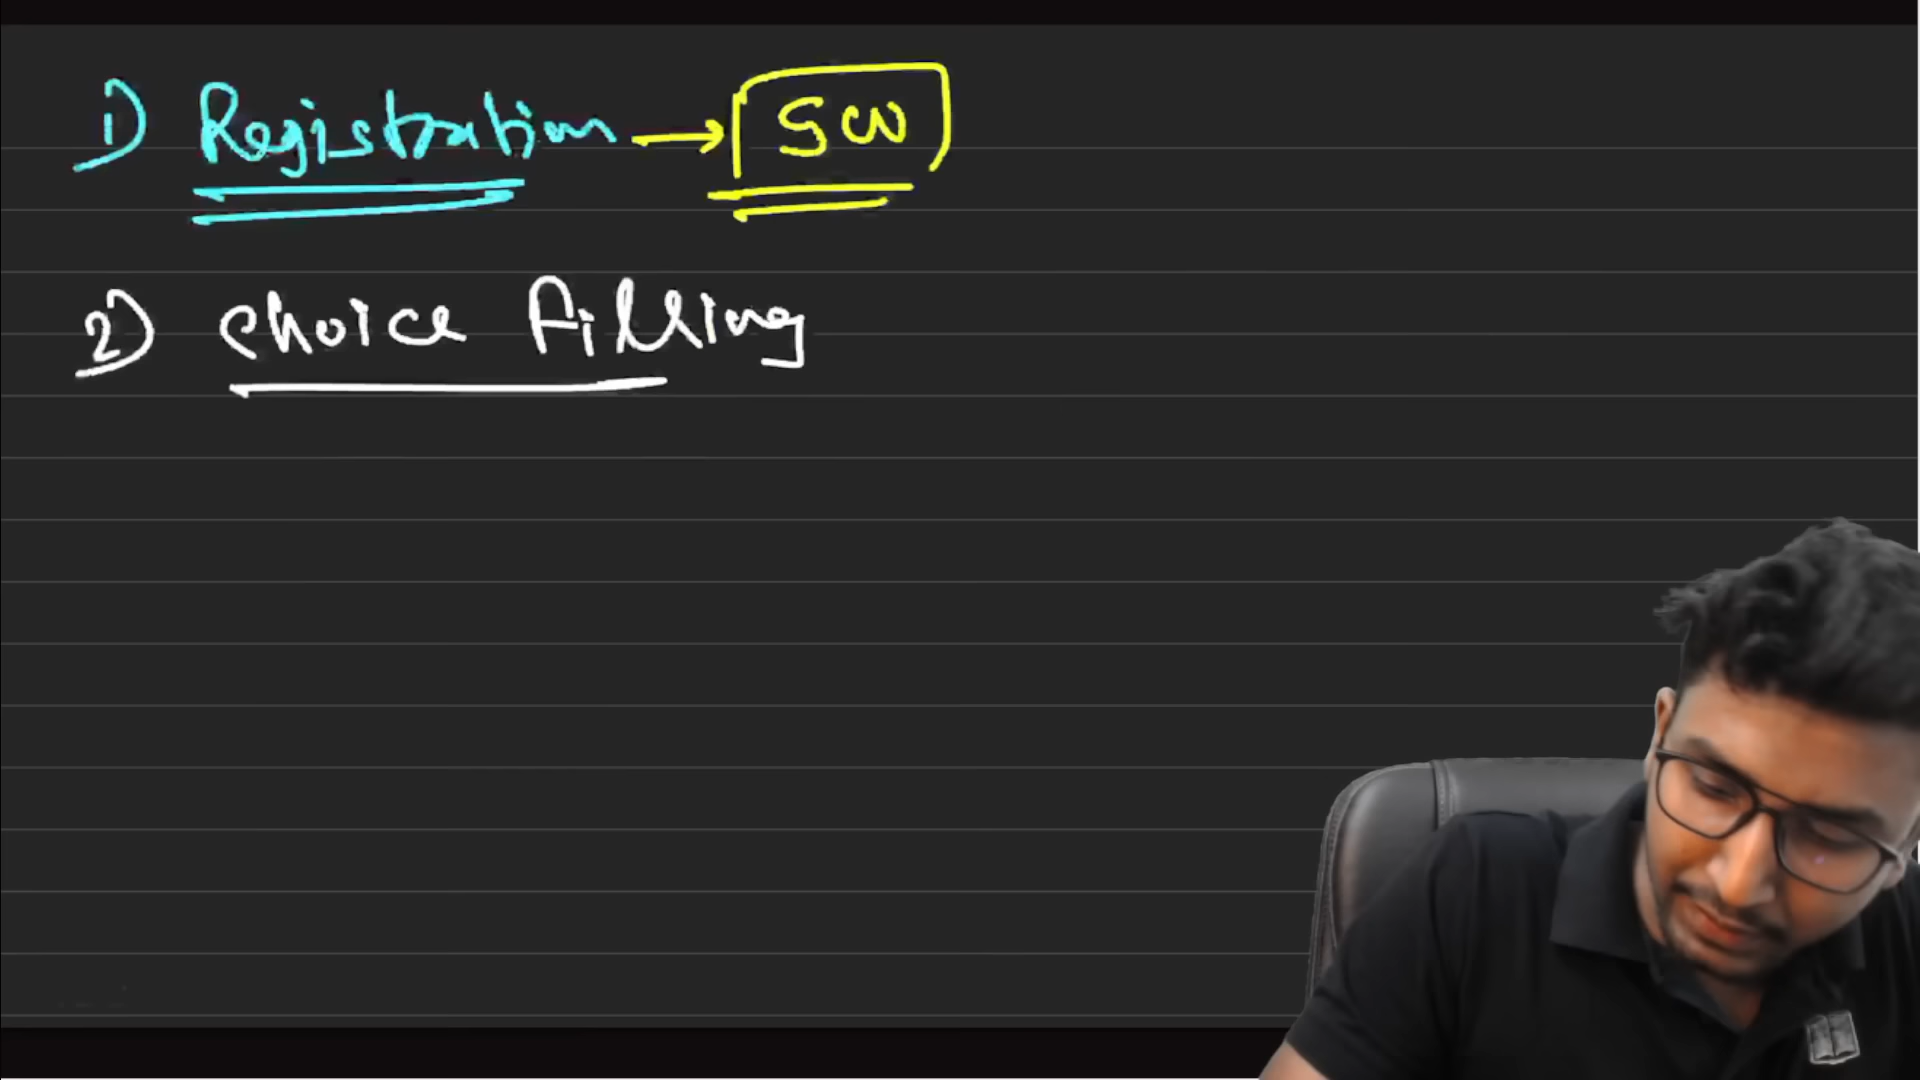 1) Registration → SW
2) Choice Filling